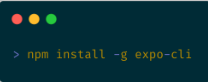 > npm install -g expo-cli